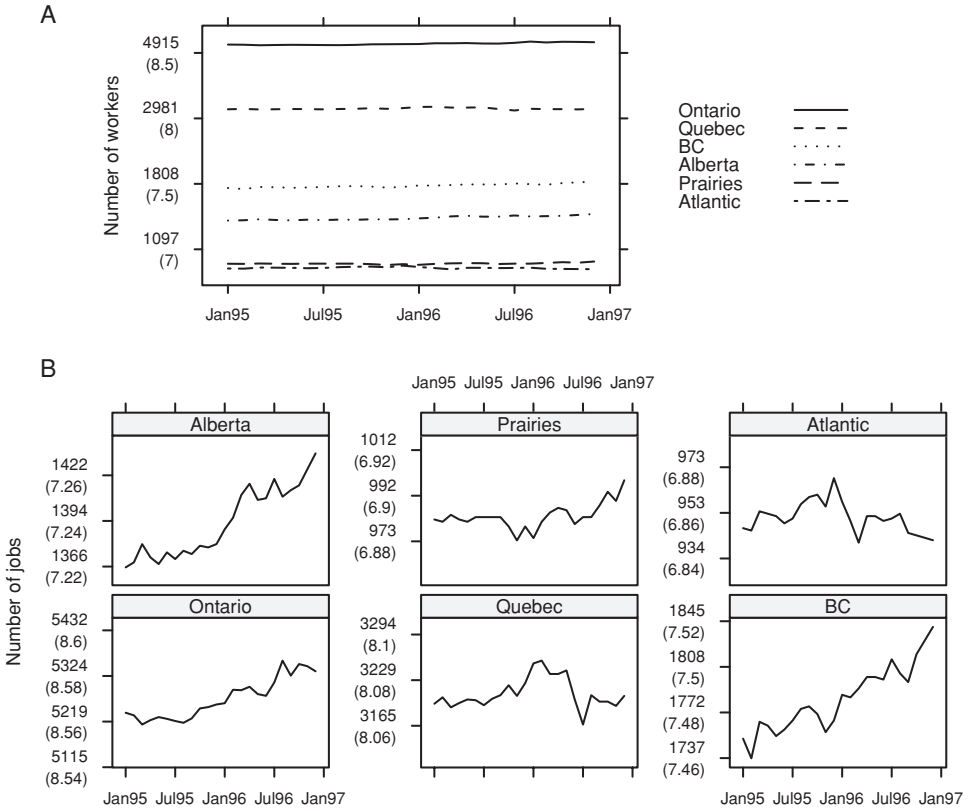 A
Number of workers
4915
(8.5)
2981
(8)
1808
(7.5)
1097
(7)
Jan95 Jul95 Jan96 Jul96 Jan97
Ontario
Quebec
BC
Alberta
Prairies
Atlantic
B
Number of jobs
Jan95 Jul95 Jan96 Jul96 Jan97
Alberta
1422
(7.26)
1394
(7.24)
1366
(7.22)
Prairies
1012
(6.92)
992
(6.9)
973
(6.88)
Atlantic
973
(6.88)
953
(6.86)
934
(6.84)
Ontario
5432
(8.6)
5324
(8.58)
5219
(8.56)
5115
(8.54)
Quebec
3294
(8.1)
3229
(8.08)
3165
(8.06)
BC
1845
(7.52)
1808
(7.5)
1772
(7.48)
1737
(7.46)
Jan95 Jul95 Jan96 Jul96 Jan97
Jan95 Jul95 Jan96 Jul96 Jan97